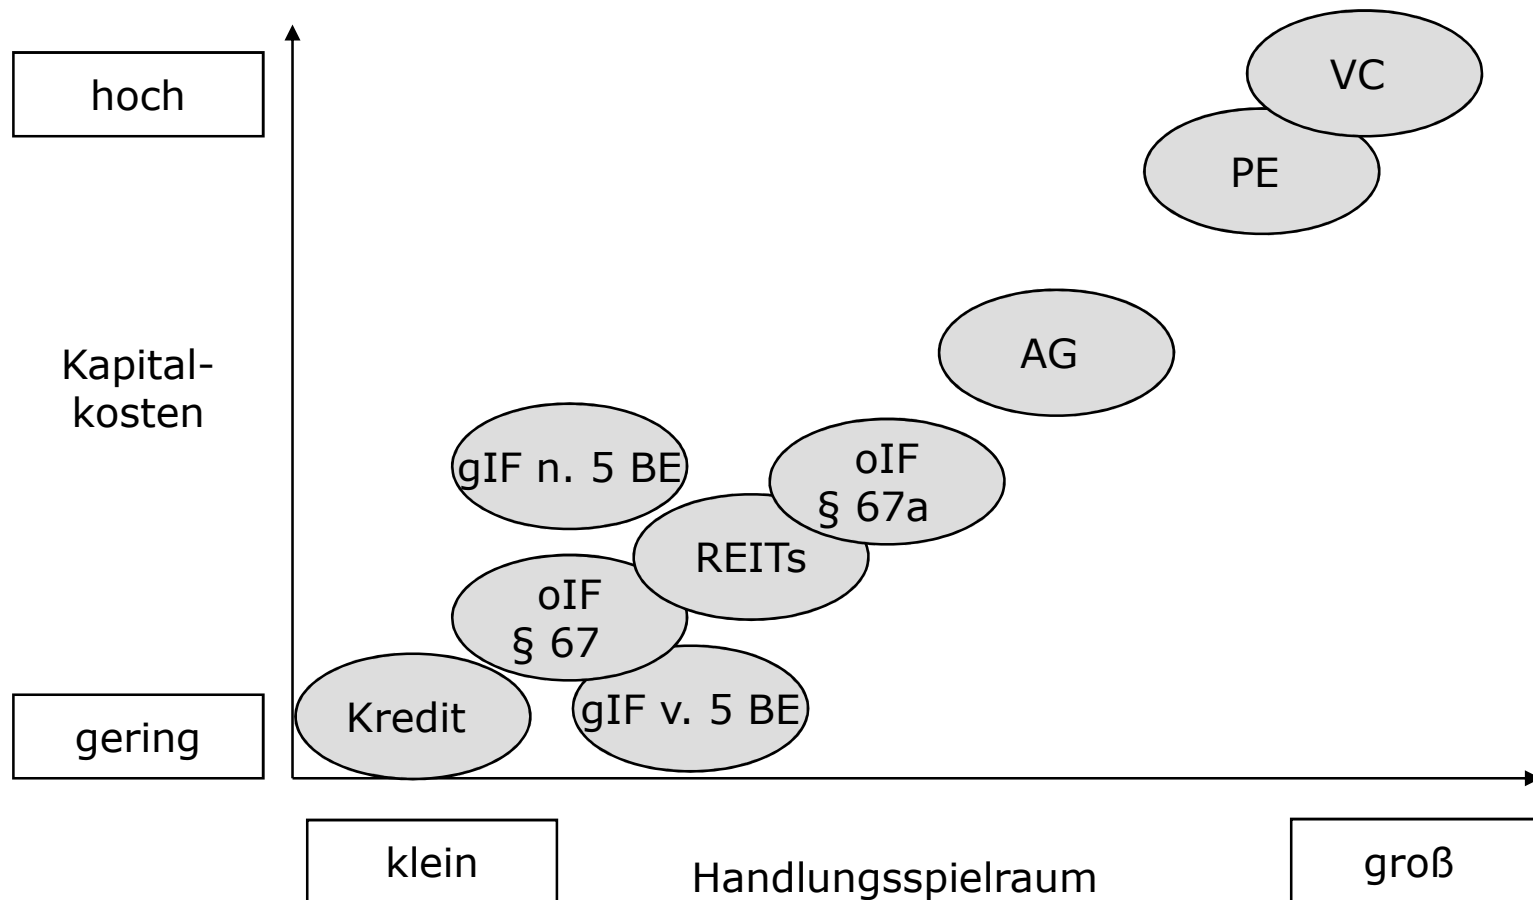 VC
hoch
PE
AG
Kapital-
kosten
gIF n. 5 BE
oIF
§ 67a
REITs
oIF
§ 67
gIF v. 5 BE
Kredit
gering
klein
Handlungsspielraum
groß